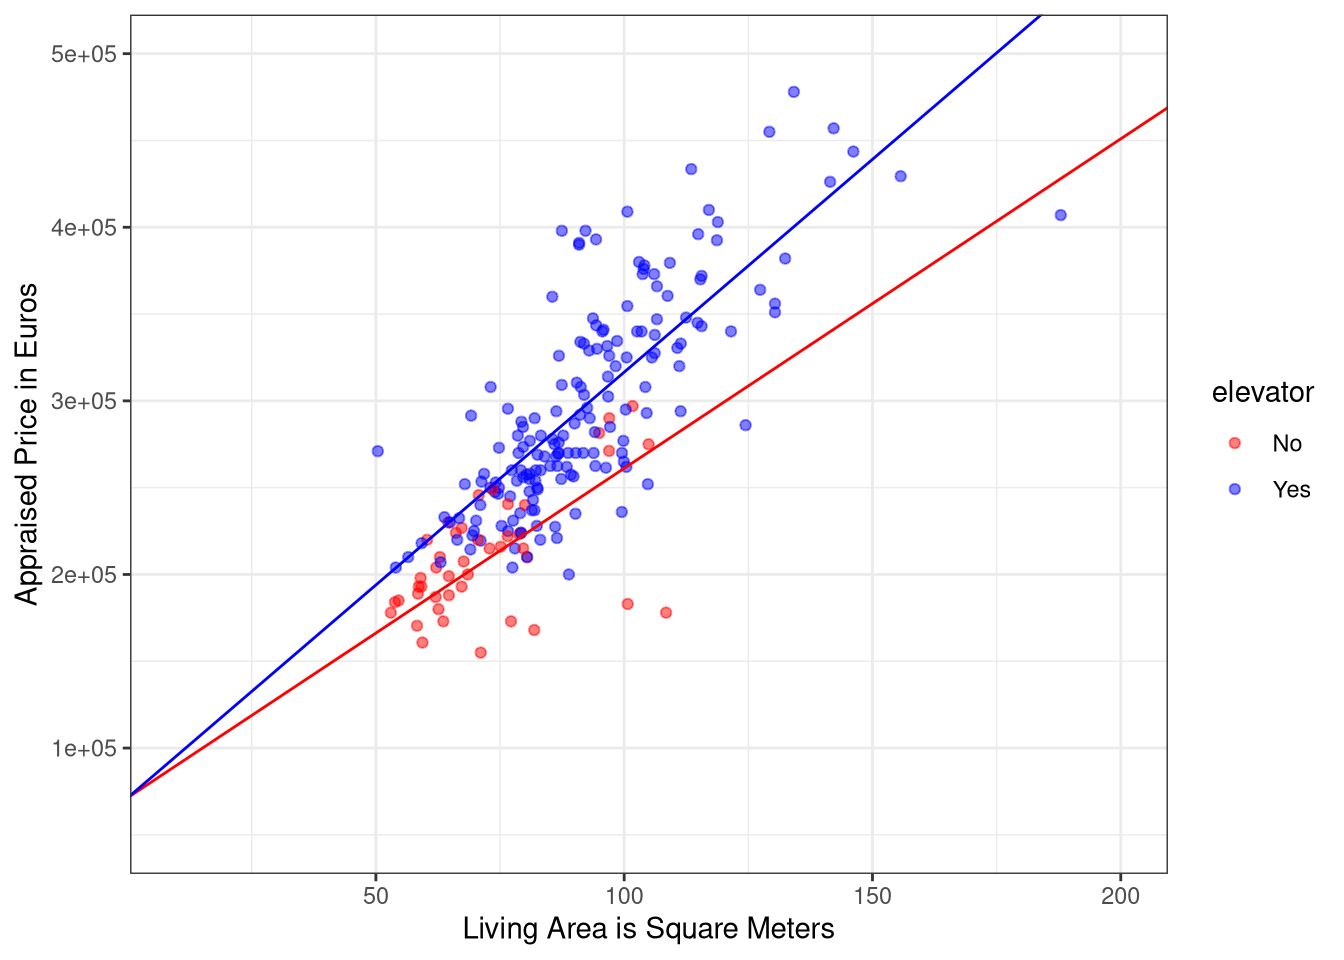 Appraised Price in Euros
5e+05
4e+05
3e+05
2e+05
1e+05
50
100
150
200
Living Area is Square Meters
elevator
No
Yes